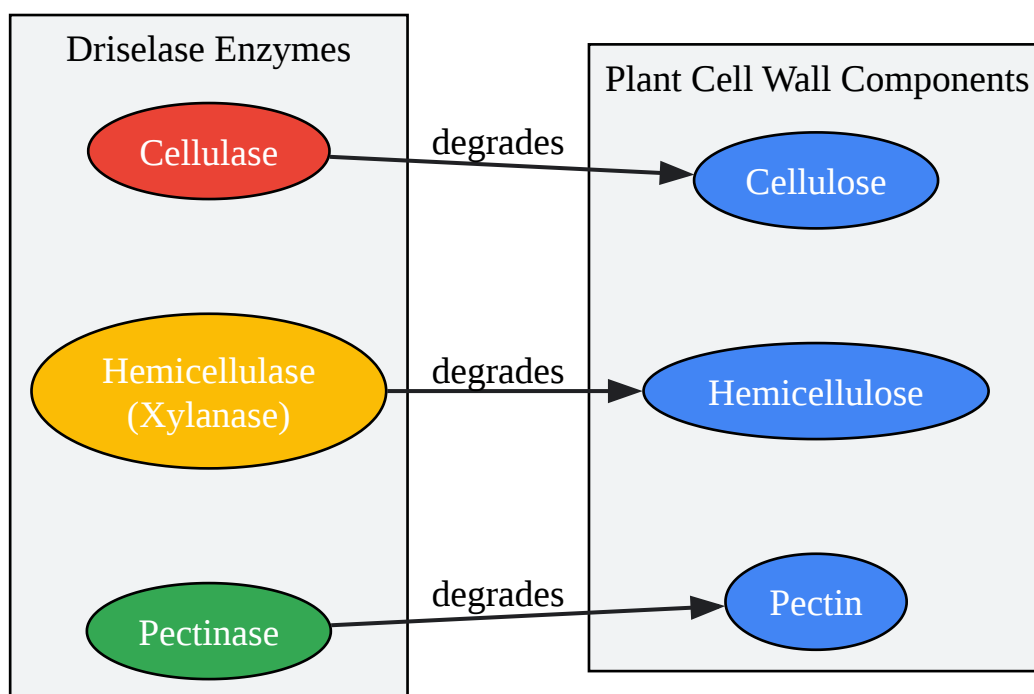 Driselase Enzymes
Plant Cell Wall Components
Cellulase
degrades
Cellulose
Hemicellulase
(Xylanase)
degrades
Hemicellulose
Pectinase
degrades
Pectin